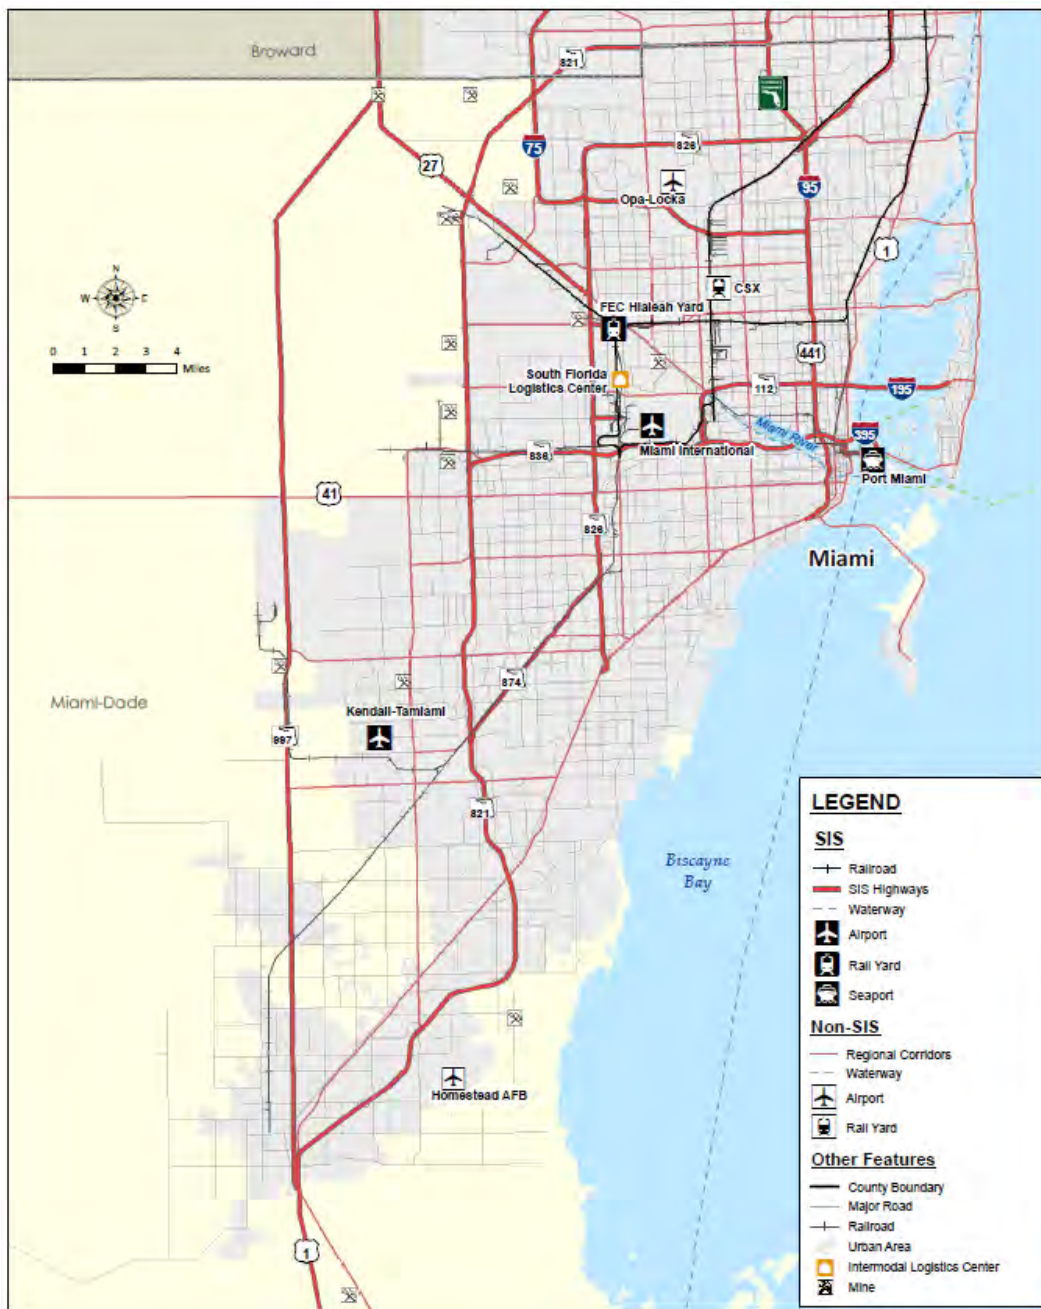 Broward
821
27
75
826
95
Opa-Locka
1
N
W
E
S
CSX
FEC Hialeah Yard
0 1 2 3 4
Miles
441
South Florida
Logistics Center
112
195
Miami River
395
836
Miami International
Port Miami
41
826
Miami
874
Miami-Dade
Kendall-Tamiami
997
821
Biscayne
Bay
Homestead AFB
1
LEGEND
SIS
Railroad
SIS Highways
Waterway
Airport
Rail Yard
Seaport
Non-SIS
Regional Corridors
Waterway
Airport
Rail Yard
Other Features
County Boundary
Major Road
Railroad
Urban Area
Intermodal Logistics Center
Mine